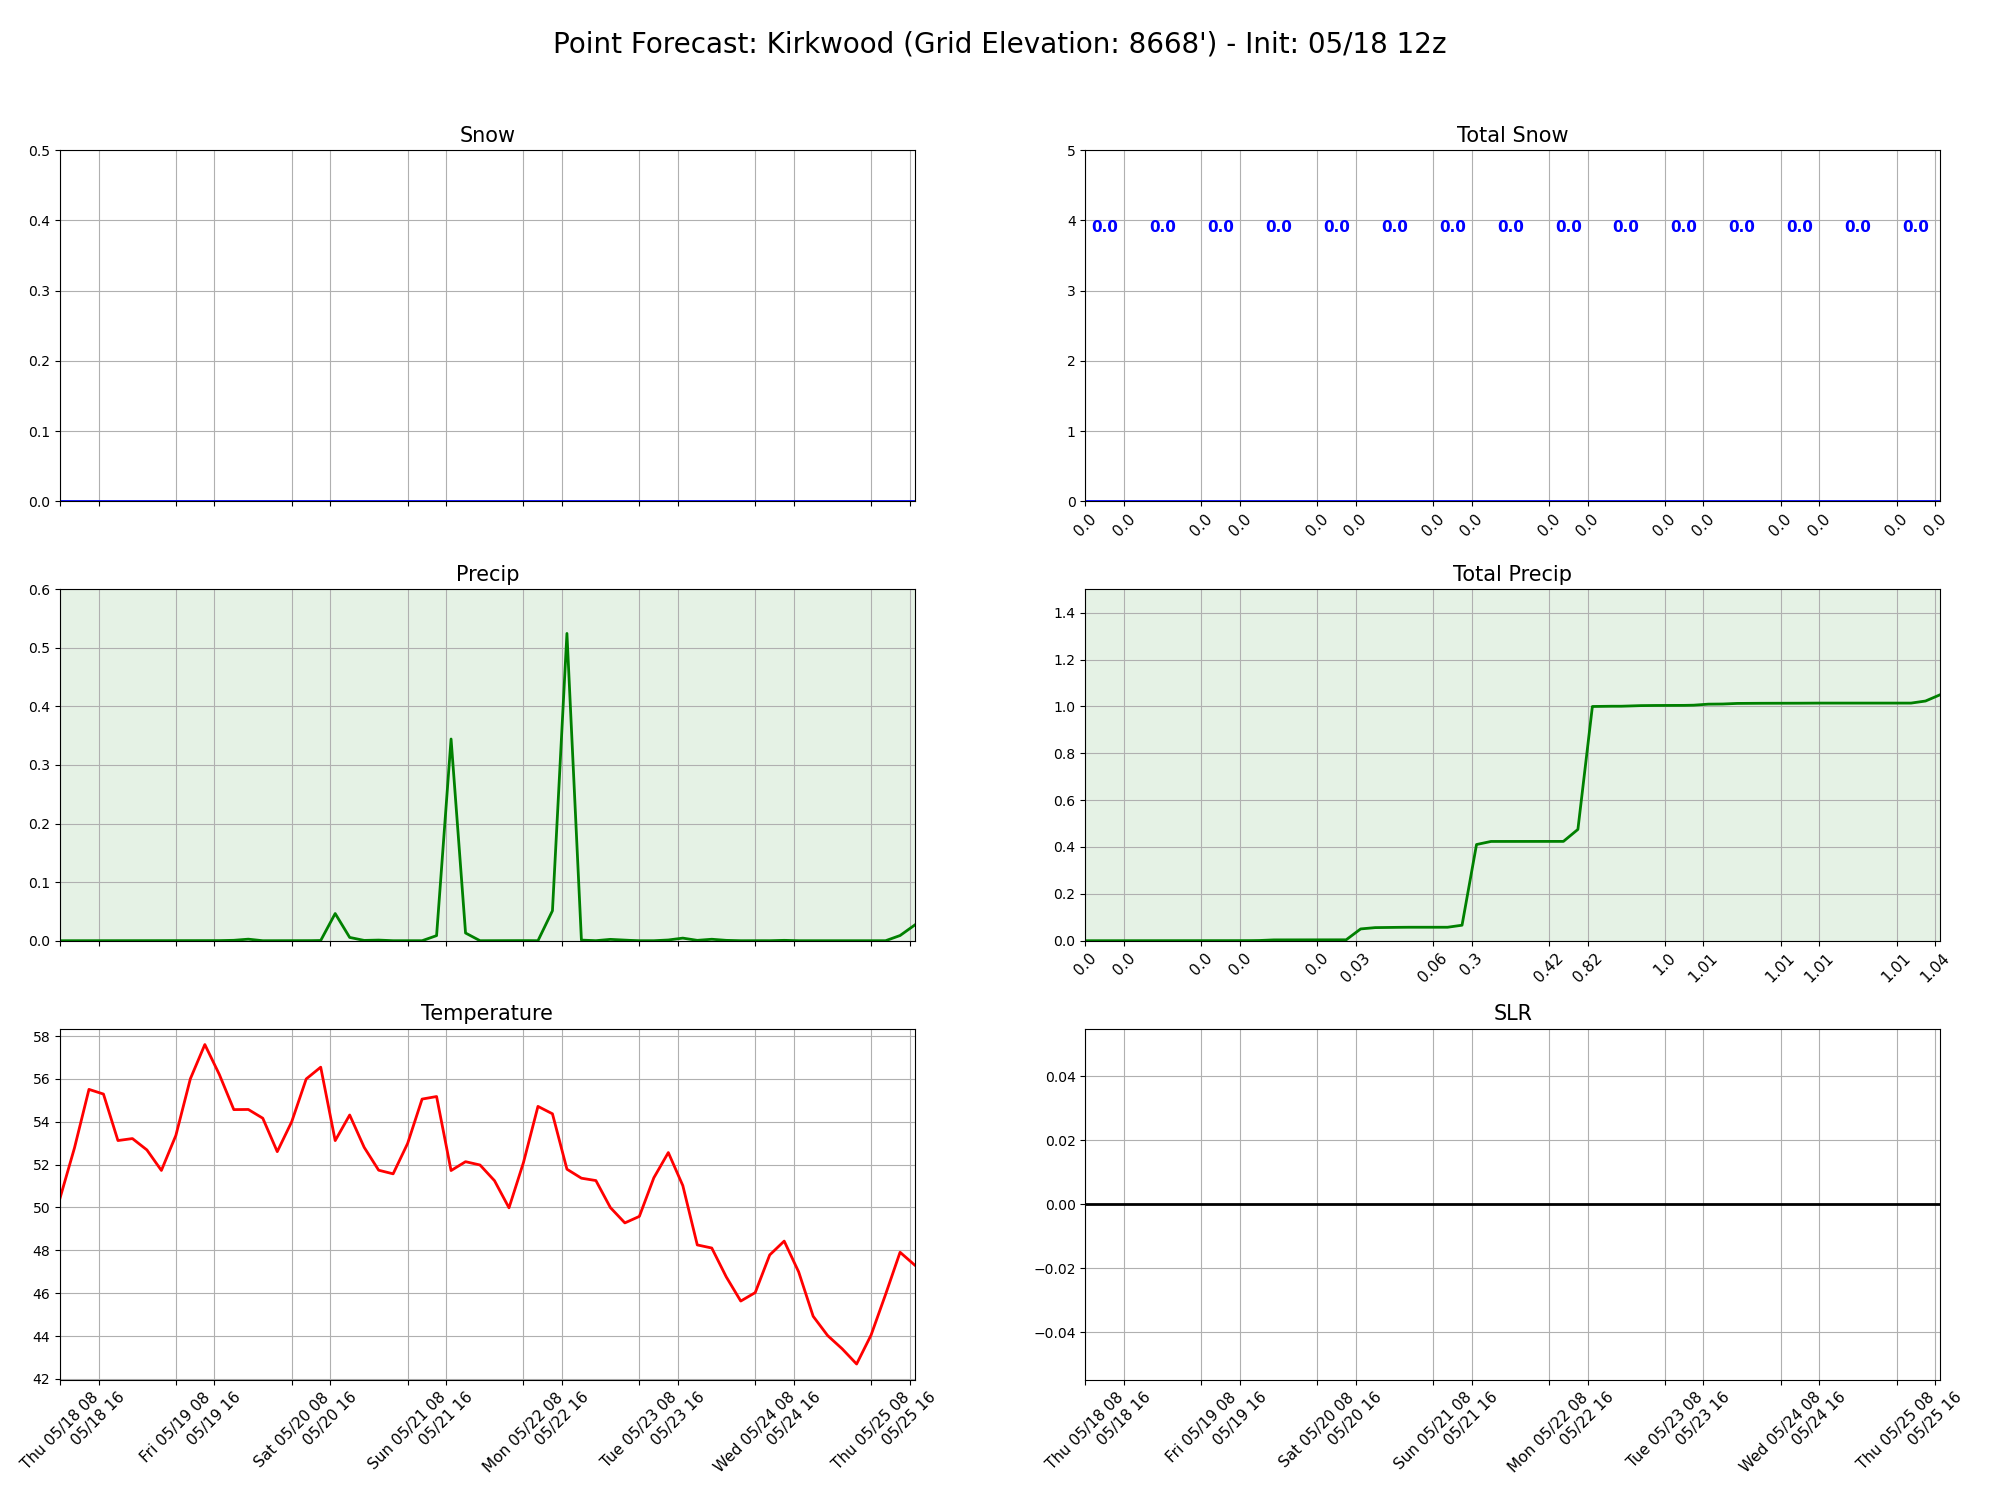 Point Forecast: Kirkwood (Grid Elevation: 8668') - Init: 05/18 12z
Snow
0.5
0.4
0.3
0.2
0.1
0.0
Total Snow
5
4
3
2
1
0
0.0 0.0 0.0 0.0 0.0 0.0 0.0 0.0 0.0 0.0 0.0 0.0 0.0 0.0 0.0
0.0 0.0 0.0 0.0 0.0 0.0 0.0 0.0 0.0 0.0 0.0 0.0 0.0 0.0 0.0 0.0
Precip
0.6
0.5
0.4
0.3
0.2
0.1
0.0
Total Precip
1.4
1.2
1.0
0.8
0.6
0.4
0.2
0.0
0.0 0.0 0.0 0.0 0.0 0.03 0.06 0.3 0.42 0.82 1.0 1.01 1.01 1.01 1.01 1.04
Temperature
58
56
54
52
50
48
46
44
42
Thu 05/18 08
05/18 16
Fri 05/19 08
05/19 16
Sat 05/20 08
05/20 16
Sun 05/21 08
05/21 16
Mon 05/22 08
05/22 16
Tue 05/23 08
05/23 16
Wed 05/24 08
05/24 16
Thu 05/25 08
05/25 16
SLR
0.04
0.02
0.00
−0.02
−0.04
Thu 05/18 08
05/18 16
Fri 05/19 08
05/19 16
Sat 05/20 08
05/20 16
Sun 05/21 08
05/21 16
Mon 05/22 08
05/22 16
Tue 05/23 08
05/23 16
Wed 05/24 08
05/24 16
Thu 05/25 08
05/25 16